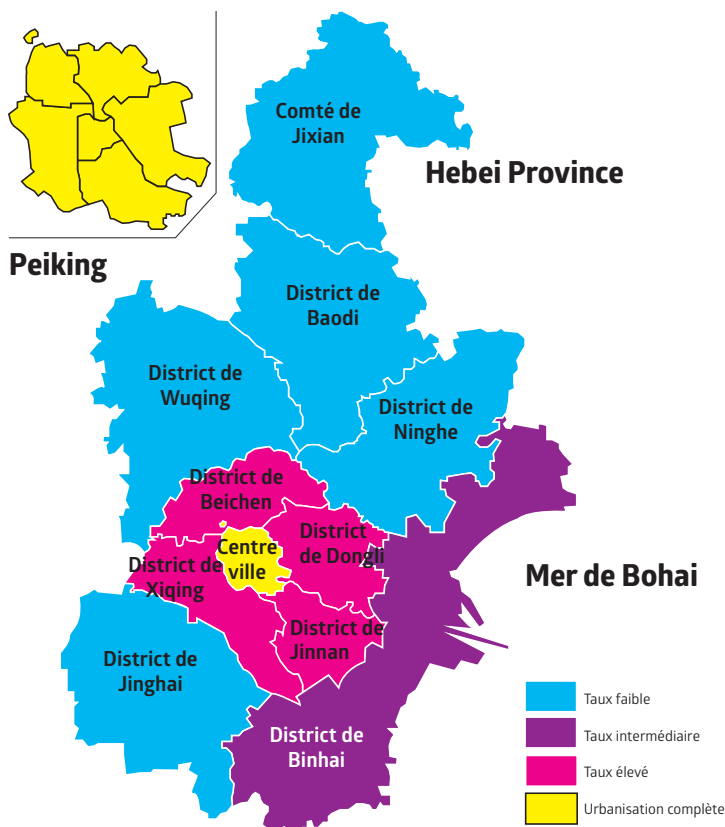 Comté de
Jixian
Hebei Province
Peiking
District de
Baodi
District de
Wuqing
District de
Ninghe
District de
Beichen
Centre
ville
District
de Dongli
District de
Xiqing
Mer de Bohai
District de
Jinnan
District de
Jinghai
District de
Binhai
Taux faible
Taux intermédiaire
Taux élevé
Urbanisation complète